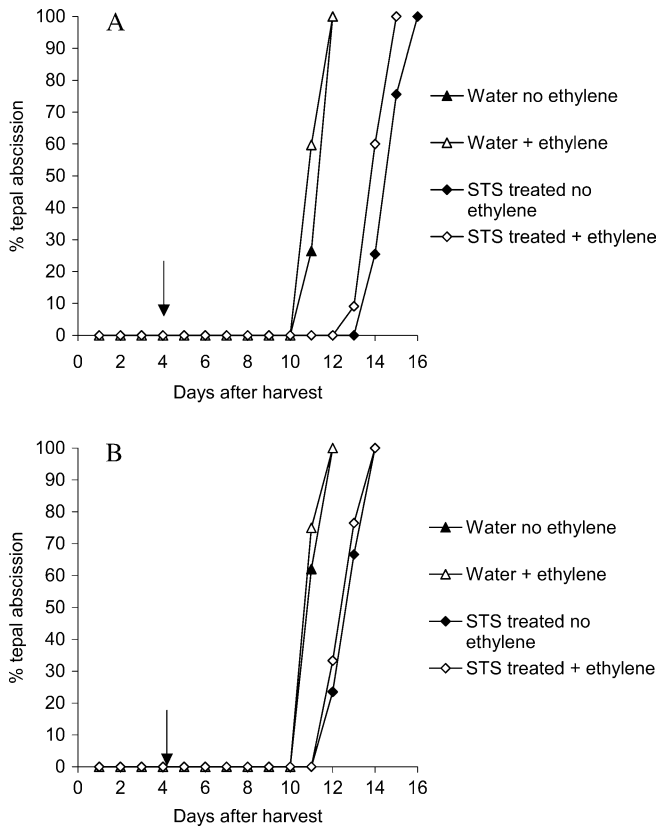 A
100
90
80
70
60
50
40
30
20
10
0
% tepal abscission
0 2 4 6 8 10 12 14 16
Days after harvest
Water no ethylene
Water + ethylene
STS treated no
ethylene
STS treated + ethylene
B
100
90
80
70
60
50
40
30
20
10
0
% tepal abscission
0 2 4 6 8 10 12 14 16
Days after harvest
Water no ethylene
Water + ethylene
STS treated no
ethylene
STS treated + ethylene